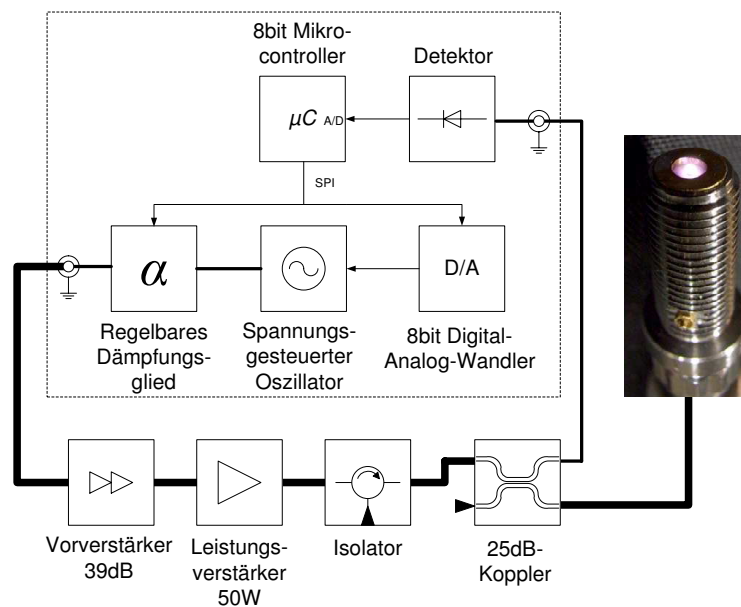 8bit Mikro-
controller
Detektor
µC A/D
SPI
α
D/A
Regelbares
Dämpfungs-
glied
Spannungs-
gesteuerter
Oszillator
8bit Digital-
Analog-Wandler
Vorverstärker
39dB
Leistungs-
verstärker
50W
Isolator
25dB-
Koppler